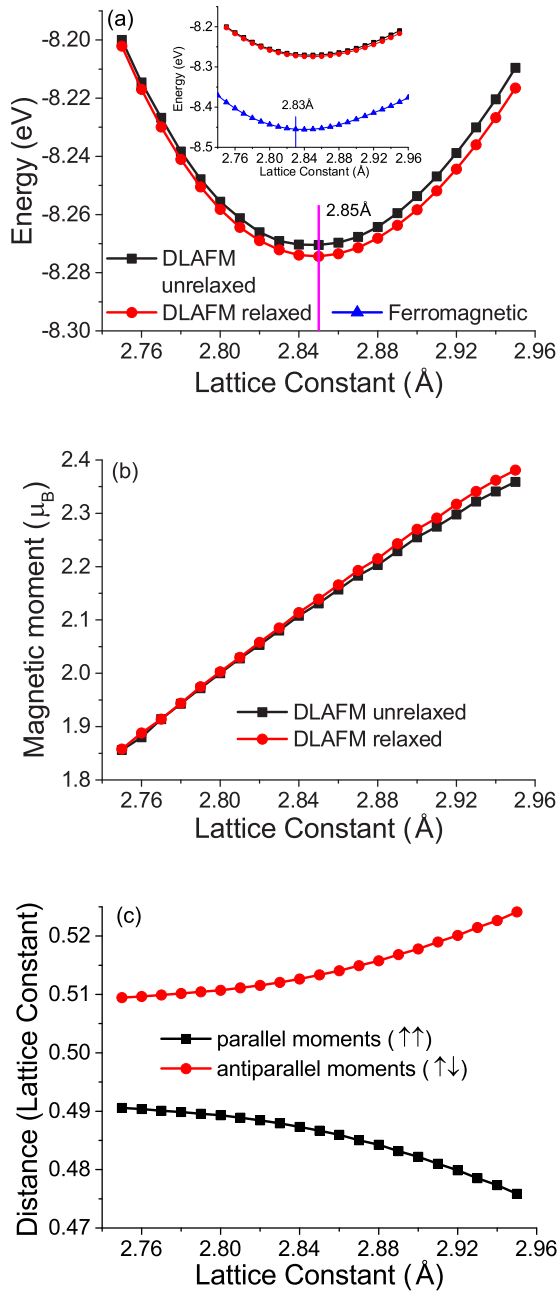 (a)
-8.20
-8.22
-8.24
-8.26
-8.28
-8.30
Energy (eV)
-8.2
-8.3
-8.4
-8.5
Energy (eV)
2.83Å
2.76 2.80 2.84 2.88 2.92 2.96
Lattice Constant (Å)
2.85Å
DLAFM
unrelaxed
DLAFM relaxed
Ferromagnetic
2.76 2.80 2.84 2.88 2.92 2.96
Lattice Constant (Å)
(b)
2.4
2.3
2.2
2.1
2.0
1.9
1.8
Magnetic moment (μB)
DLAFM unrelaxed
DLAFM relaxed
2.76 2.80 2.84 2.88 2.92 2.96
Lattice Constant (Å)
(c)
0.52
0.51
0.50
0.49
0.48
0.47
Distance (Lattice Constant)
parallel moments (↑↑)
antiparallel moments (↑↓)
2.76 2.80 2.84 2.88 2.92 2.96
Lattice Constant (Å)